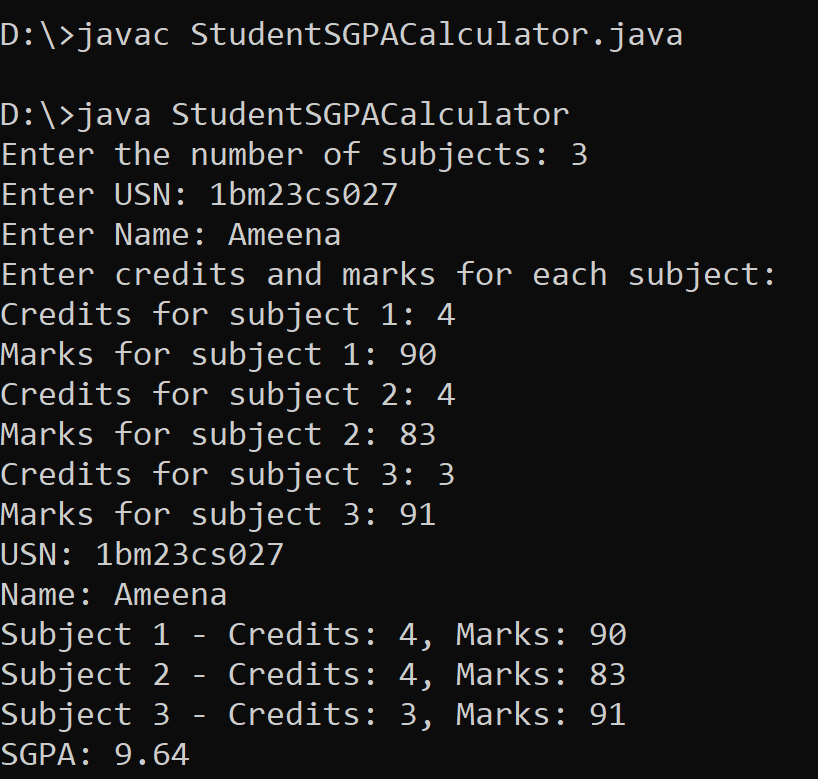 D:\>javac StudentSGPACalculator.java
D:\>java StudentSGPACalculator
Enter the number of subjects: 3
Enter USN: 1bm23cs027
Enter Name: Ameena
Enter credits and marks for each subject:
Credits for subject 1: 4
Marks for subject 1: 90
Credits for subject 2: 4
Marks for subject 2: 83
Credits for subject 3: 3
Marks for subject 3: 91
USN: 1bm23cs027
Name: Ameena
Subject 1 - Credits: 4, Marks: 90
Subject 2 - Credits: 4, Marks: 83
Subject 3 - Credits: 3, Marks: 91
SGPA: 9.64